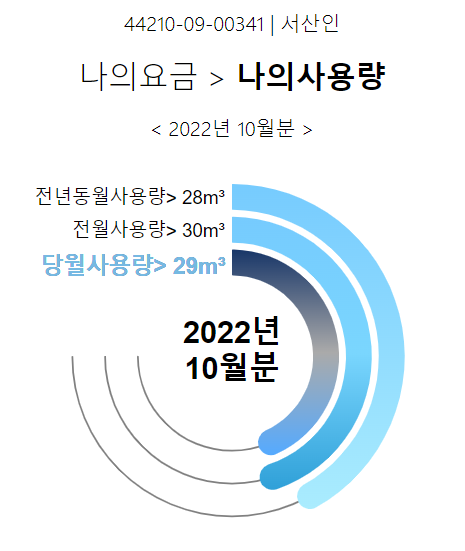 44210-09-00341 | 서산인
나의요금 > 나의사용량
< 2022년 10월분 >
전년동월사용량> 28m³
전월사용량> 30m³
당월사용량> 29m³
2022년
10월분